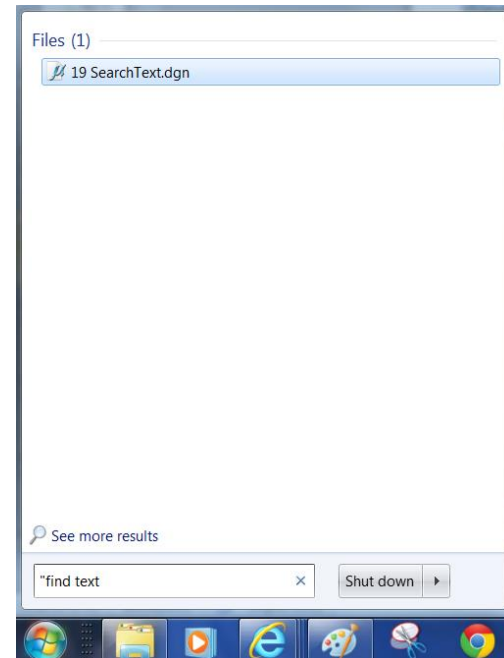 Files (1)
19 SearchText.dgn
See more results
"find text
Shut down